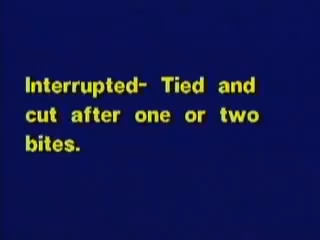 Interrupted- Tied and
cut after one or two
bites.